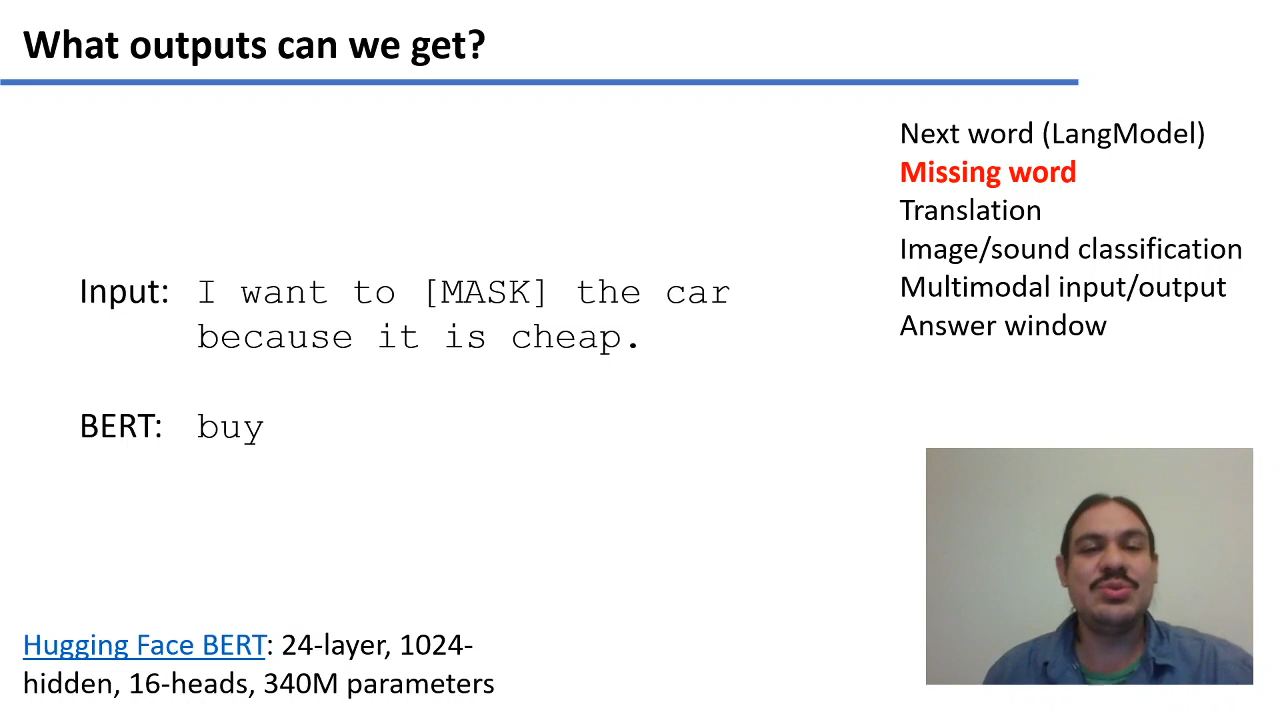 What outputs can we get?
Next word (LangModel)
Missing word
Translation
Image/sound classification
Multimodal input/output
Answer window
Input: I want to [MASK] the car
because it is cheap.
BERT: buy
Hugging Face BERT: 24-layer, 1024-
hidden, 16-heads, 340M parameters